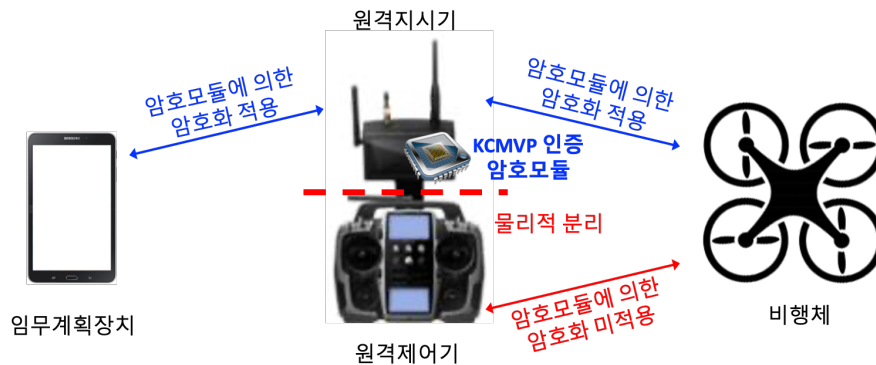 원격지시기
암호모듈에 의한
암호화 적용
암호모듈에 의한
암호화 적용
SAMSUNG
KCMVP 인증
암호모듈
물리적 분리
암호모듈에 의한
암호화 미적용
임무계획장치
원격제어기
비행체